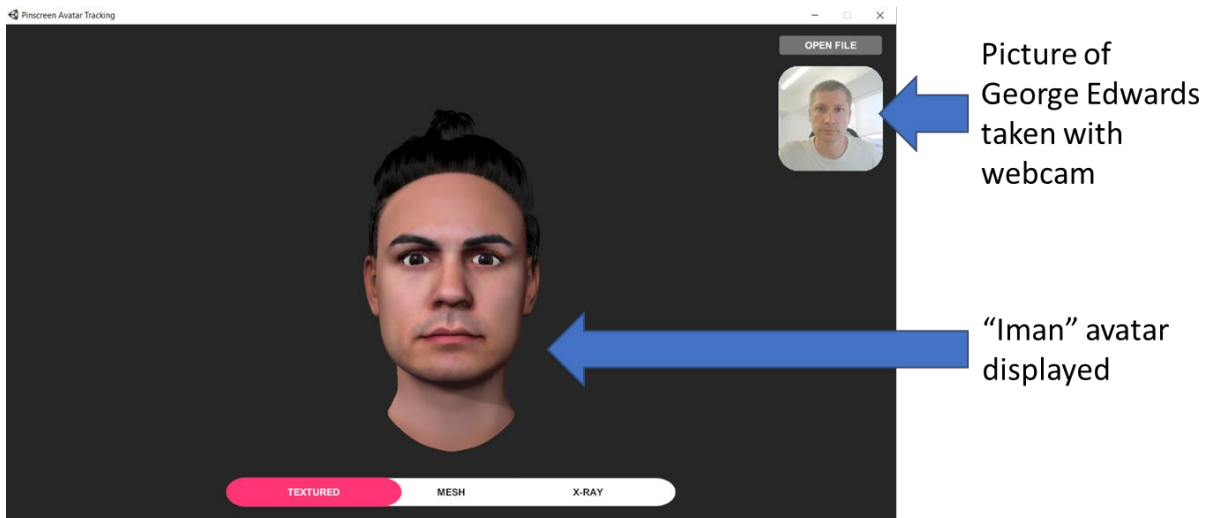 Pinscreen Avatar Tracking
OPEN FILE
Picture of
George Edwards
taken with
webcam
“Iman” avatar
displayed
TEXTURED MESH X-RAY